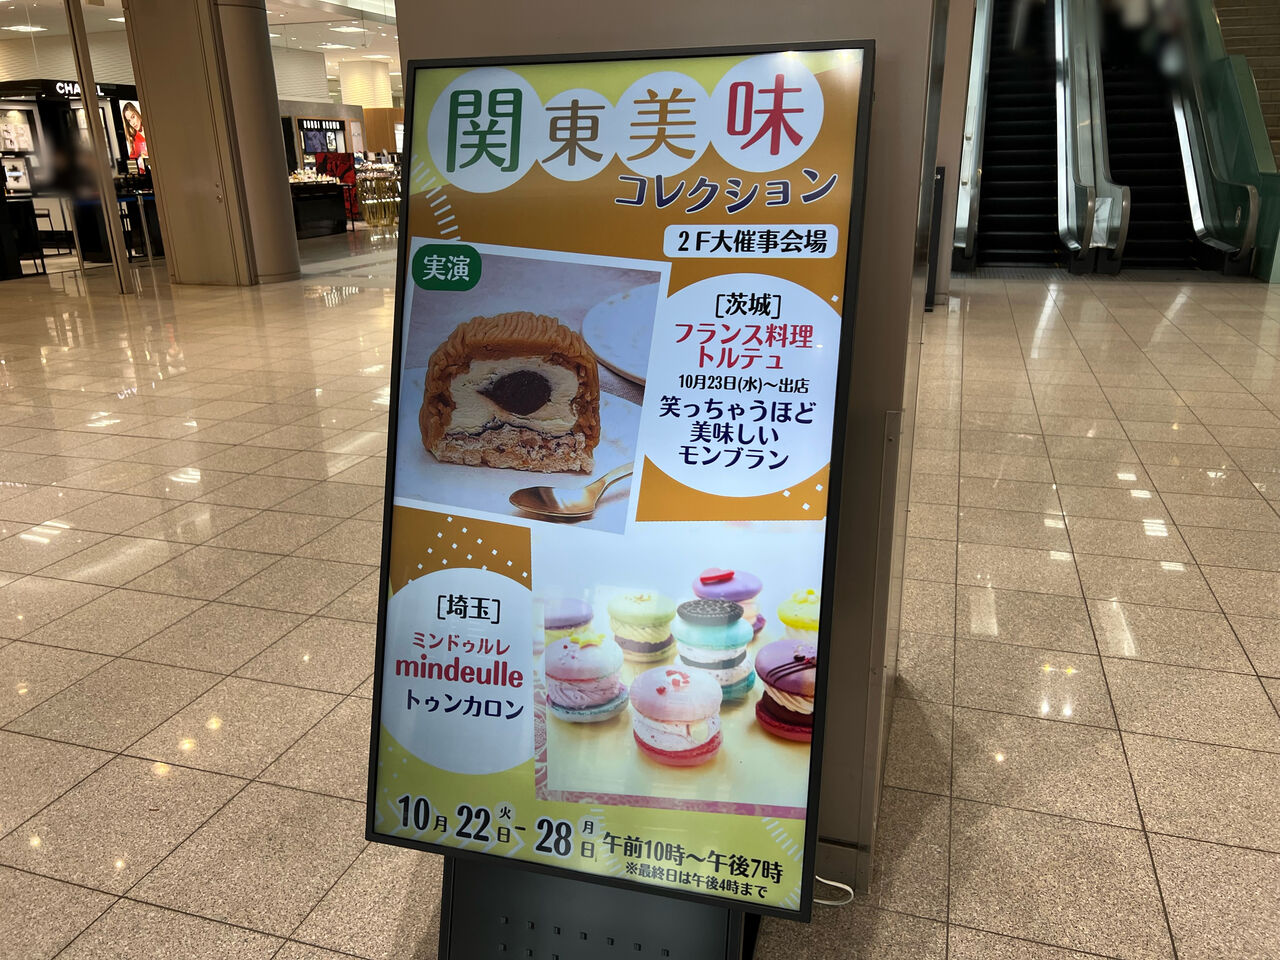 関東美味
コレクション
2F大催事会場
実演
[茨城]
フランス料理
トルテュ
10月23日(水)～出店
笑っちゃうほど
美味しい
モンブラン
[埼玉]
ミンドゥルレ
mindeulle
トゥンカロン
10月22火日-28月日 午前10時～午後7時
※最終日は午後4時まで
BOBBI BROWN